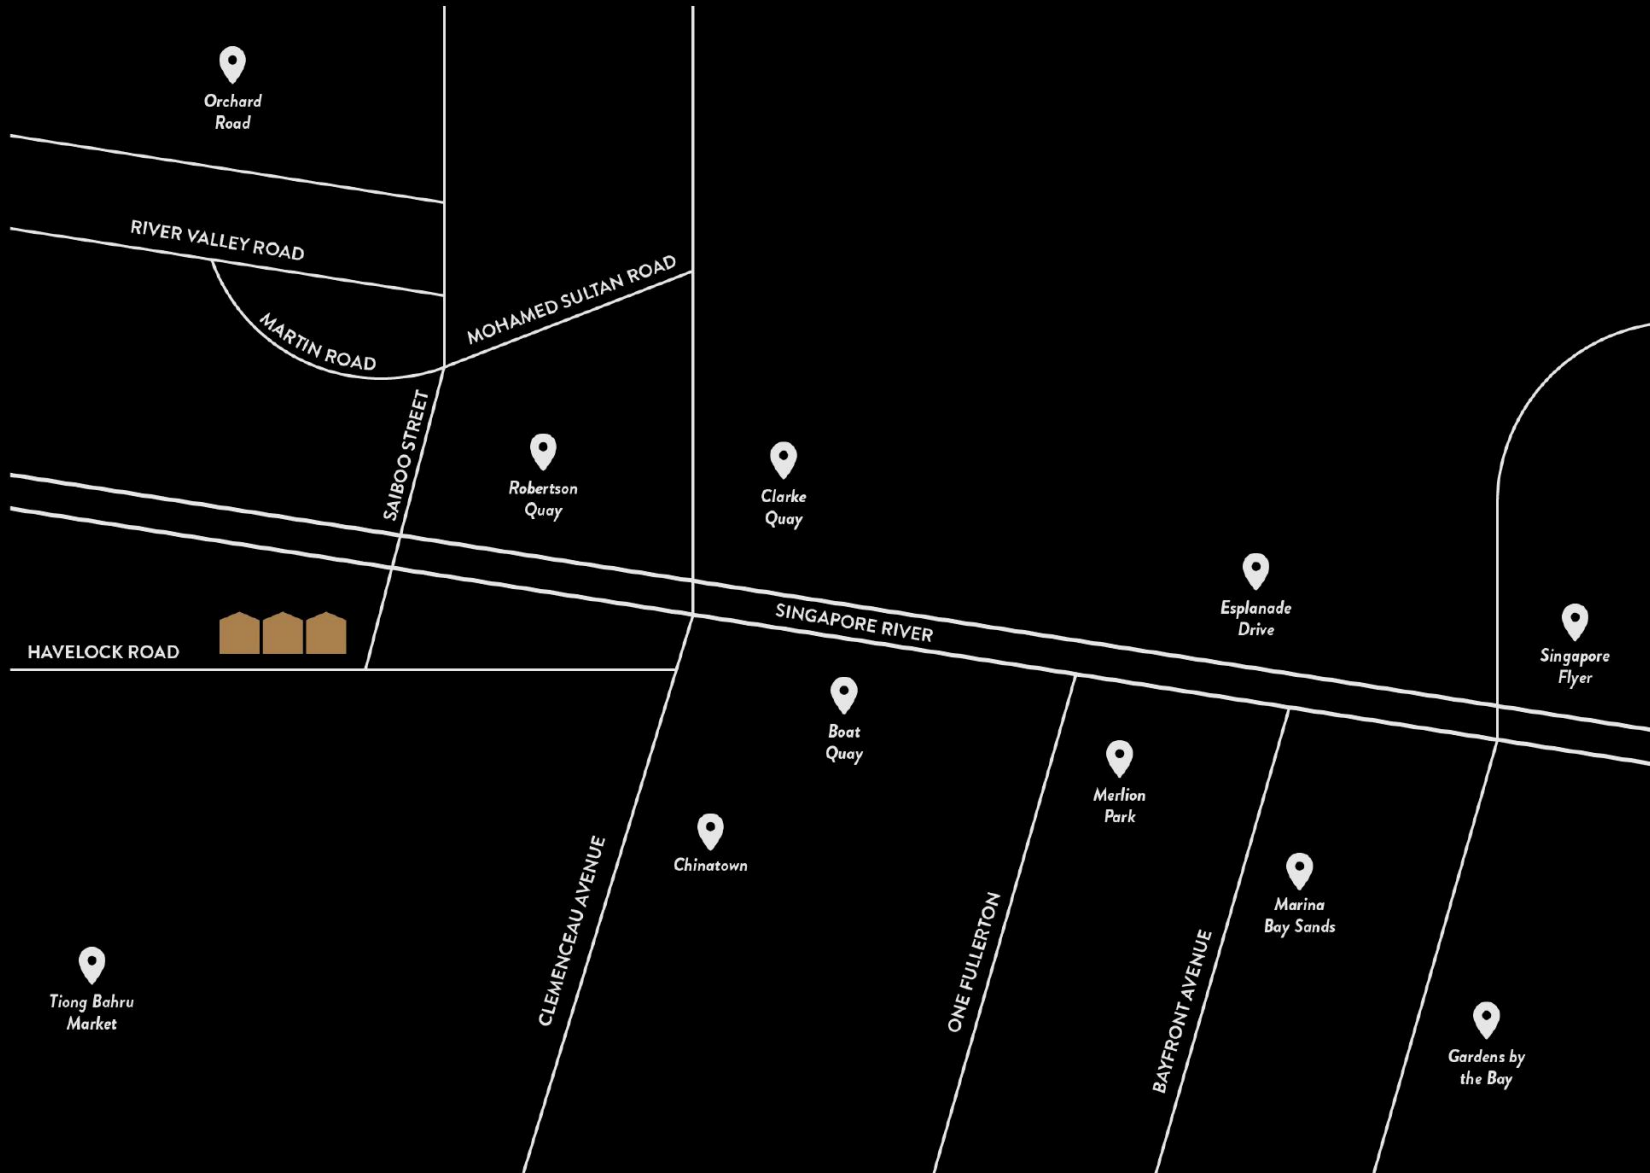 Orchard
Road
RIVER VALLEY ROAD
MOHAMED SULTAN ROAD
MARTIN ROAD
SAIBOO STREET
Robertson
Quay
Clarke
Quay
Esplanade
Drive
SINGAPORE RIVER
HAVELOCK ROAD
Singapore
Flyer
Boat
Quay
Merlion
Park
Chinatown
Marina
Bay Sands
CLEMENCEAU AVENUE
ONE FULLERTON
BAYFRONT AVENUE
Tiong Bahru
Market
Gardens by
the Bay